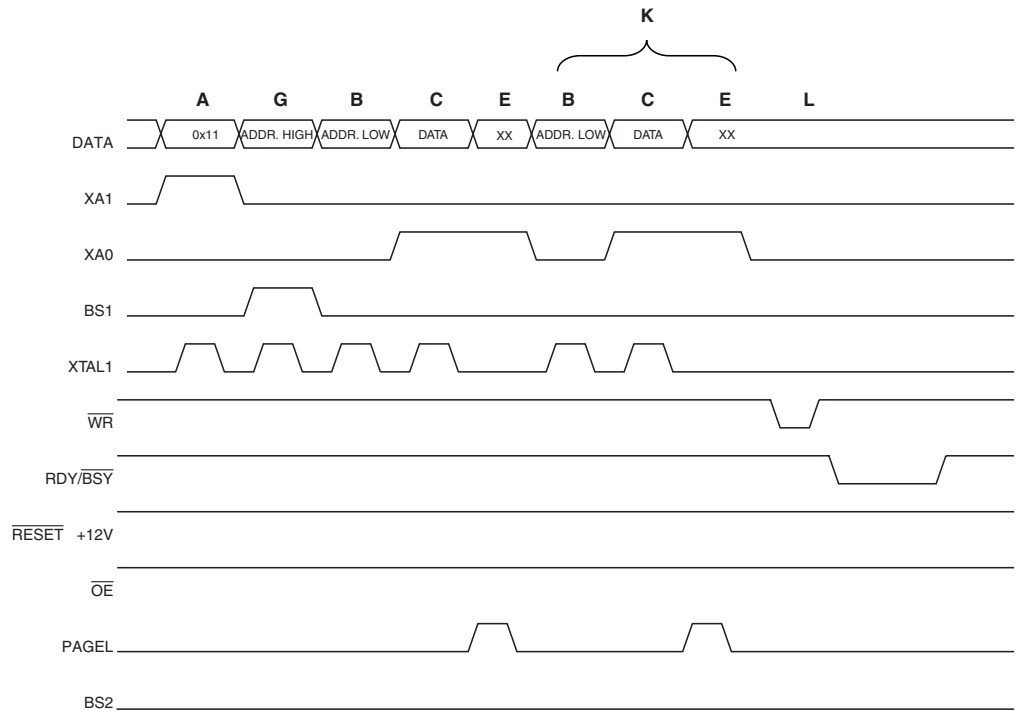 K
A G B C E B C E L
DATA 0x11 ADDR. HIGH ADDR. LOW DATA XX ADDR. LOW DATA XX
XA1
XA0
BS1
XTAL1
WR
RDY/BSY
RESET +12V
OE
PAGEL
BS2